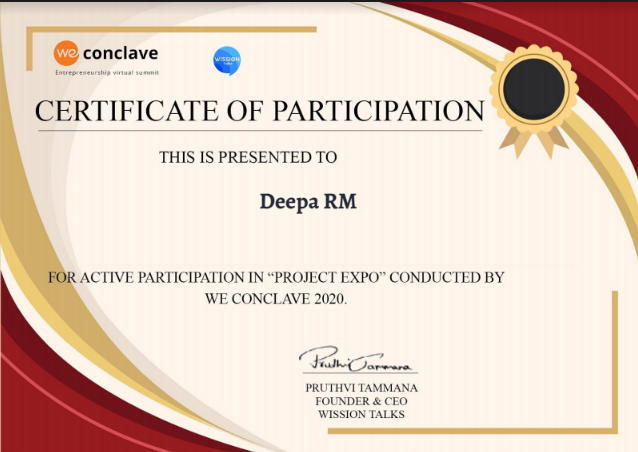 we conclave
Entrepreneurship virtual summit
WISSION
Talks
CERTIFICATE OF PARTICIPATION
THIS IS PRESENTED TO
Deepa RM
FOR ACTIVE PARTICIPATION IN “PROJECT EXPO” CONDUCTED BY
WE CONCLAVE 2020.
Pruthvi Tammana
PRUTHVI TAMMANA
FOUNDER & CEO
WISSION TALKS